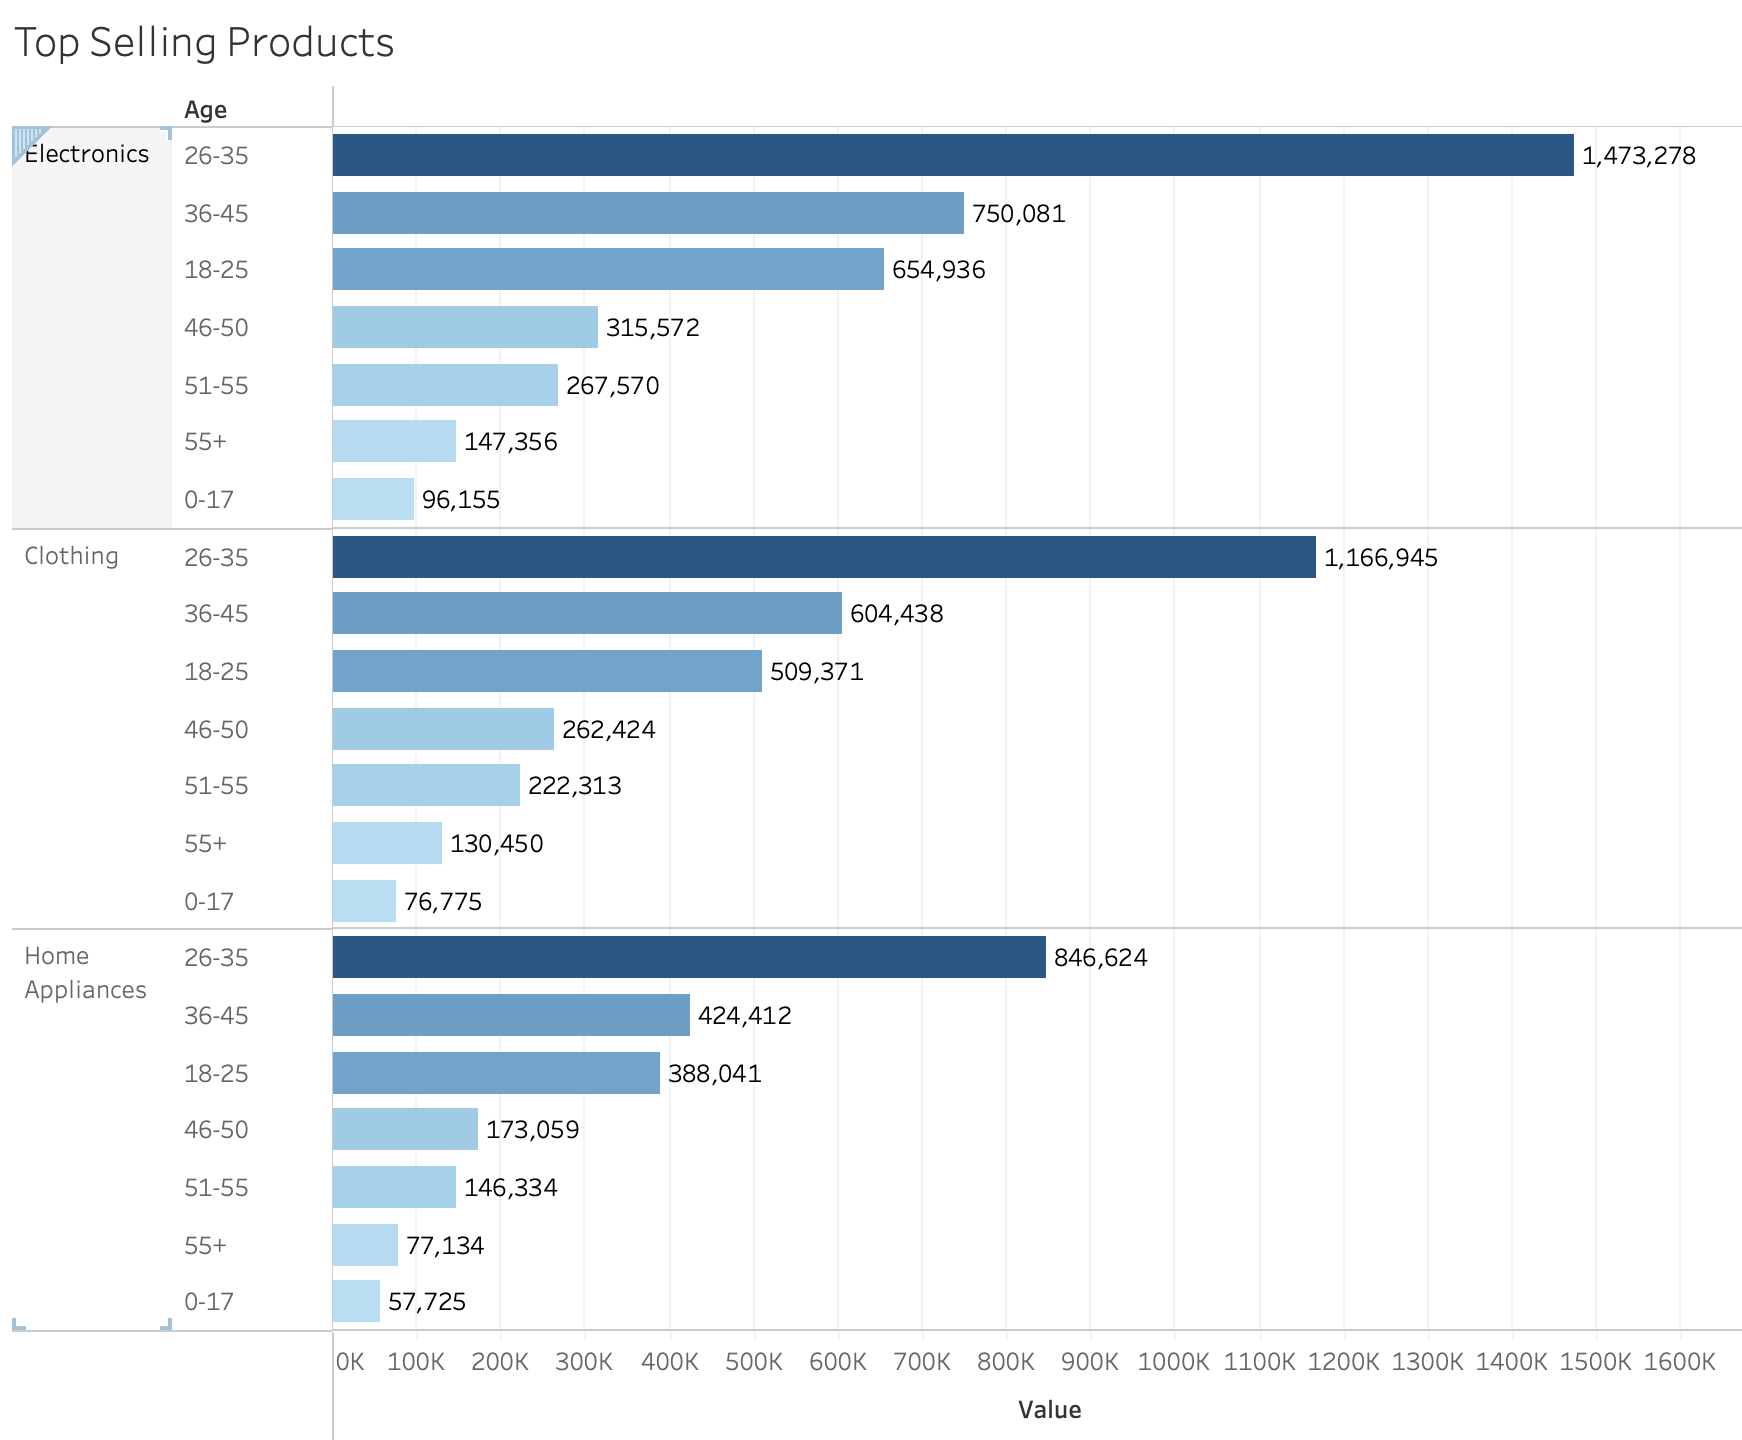 Top Selling Products
Age
Electronics 26-35 1,473,278
36-45 750,081
18-25 654,936
46-50 315,572
51-55 267,570
55+ 147,356
0-17 96,155
Clothing 26-35 1,166,945
36-45 604,438
18-25 509,371
46-50 262,424
51-55 222,313
55+ 130,450
0-17 76,775
Home 26-35 846,624
Appliances
36-45 424,412
18-25 388,041
46-50 173,059
51-55 146,334
55+ 77,134
0-17 57,725
0K 100K 200K 300K 400K 500K 600K 700K 800K 900K 1000K 1100K 1200K 1300K 1400K 1500K 1600K
Value